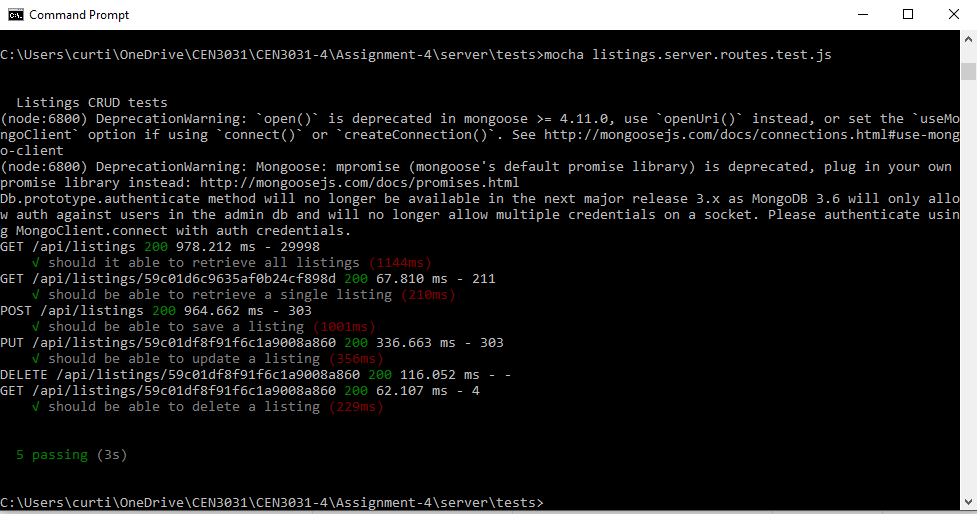 Command Prompt
C:\Users\curti\OneDrive\CEN3031\CEN3031-4\Assignment-4\server\tests>mocha listings.server.routes.test.js
Listings CRUD tests
(node:6800) DeprecationWarning: `open()` is deprecated in mongoose >= 4.11.0, use `openUri()` instead, or set the `useMo
ngoClient` option if using `connect()` or `createConnection()`. See http://mongoosejs.com/docs/connections.html#use-mong
o-client
(node:6800) DeprecationWarning: Mongoose: mpromise (mongoose's default promise library) is deprecated, plug in your own
promise library instead: http://mongoosejs.com/docs/promises.html
Db.prototype.authenticate method will no longer be available in the next major release 3.x as MongoDB 3.6 will only allo
w auth against users in the admin db and will no longer allow multiple credentials on a socket. Please authenticate usin
g MongoClient.connect with auth credentials.
GET /api/listings 200 978.212 ms - 29998
√ should it able to retrieve all listings (1144ms)
GET /api/listings/59c01d6c9635af0b24cf898d 200 67.810 ms - 211
√ should be able to retrieve a single listing (210ms)
POST /api/listings 200 964.662 ms - 303
√ should be able to save a listing (1001ms)
PUT /api/listings/59c01df8f91f6c1a9008a860 200 336.663 ms - 303
√ should be able to update a listing (356ms)
DELETE /api/listings/59c01df8f91f6c1a9008a860 200 116.052 ms - -
GET /api/listings/59c01df8f91f6c1a9008a860 200 62.107 ms - 4
√ should be able to delete a listing (229ms)
5 passing (3s)
C:\Users\curti\OneDrive\CEN3031\CEN3031-4\Assignment-4\server\tests>